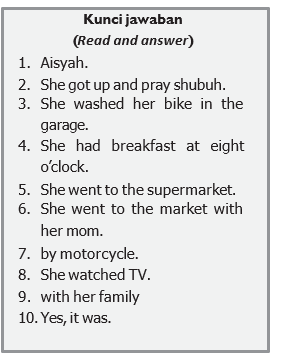 Kunci jawaban
(Read and answer)
1. Aisyah.
2. She got up and pray shubuh.
3. She washed her bike in the
garage.
4. She had breakfast at eight
o'clock.
5. She went to the supermarket.
6. She went to the market with
her mom.
7. by motorcycle.
8. She watched TV.
9. with her family
10. Yes, it was.